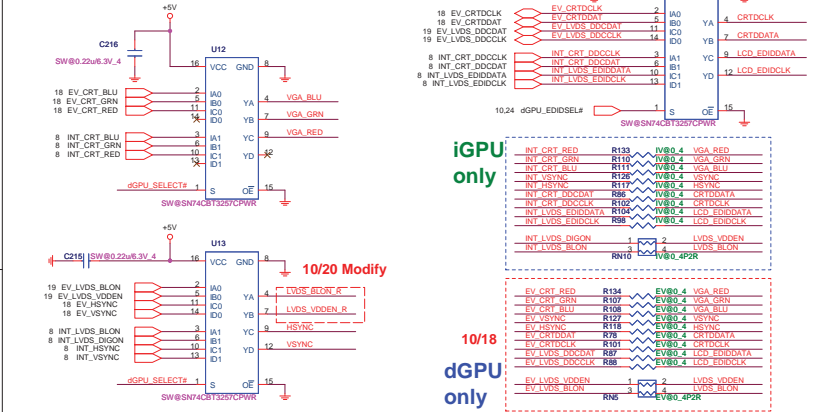 +5V
C216
SW@0.22u/6.3V_4
U12
16 VCC GND 8
18 EV_CRT_BLU 2 IA0
18 EV_CRT_GRN 5 IB0 YA 4 VGA_BLU
18 EV_CRT_RED 11 IC0
14 ID0 YB 7 VGA_GRN
8 INT_CRT_BLU 3 IA1 YC 9 VGA_RED
8 INT_CRT_GRN 6 IB1
8 INT_CRT_RED 10 IC1 YD 12
13 ID1
dGPU_SELECT# 1 S OE 15
SW@SN74CBT3257CPWR
+5V
C215 SW@0.22u/6.3V_4
U13
16 VCC GND 8
10/20 Modify
19 EV_LVDS_BLON 2 IA0
19 EV_LVDS_VDDEN 5 IB0 YA 4 LVDS_BLON_R
18 EV_HSYNC 11 IC0
18 EV_VSYNC 14 ID0 YB 7 LVDS_VDDEN_R
8 INT_LVDS_BLON 3 IA1 YC 9 HSYNC
8 INT_LVDS_DIGON 6 IB1
8 INT_HSYNC 10 IC1 YD 12 VSYNC
8 INT_VSYNC 13 ID1
dGPU_SELECT# 1 S OE 15
SW@SN74CBT3257CPWR
18 EV_CRTDCLK EV_CRTDCLK 2 IA0
18 EV_CRTDDAT EV_CRTDDAT 5 IB0 YA 4 CRTDCLK
19 EV_LVDS_DDCDAT EV_LVDS_DDCDAT 11 IC0
19 EV_LVDS_DDCCLK EV_LVDS_DDCCLK 14 ID0 YB 7 CRTDDATA
8 INT_CRT_DDCCLK INT_CRT_DDCCLK 3 IA1 YC 9 LCD_EDIDDATA
8 INT_CRT_DDCDAT INT_CRT_DDCDAT 6 IB1
8 INT_LVDS_EDIDDATA INT_LVDS_EDIDDATA 10 IC1 YD 12 LCD_EDIDCLK
8 INT_LVDS_EDIDCLK INT_LVDS_EDIDCLK 13 ID1
10,24 dGPU_EDIDSEL# 1 S OE 15
SW@SN74CBT3257CPWR
iGPU only
INT_CRT_RED R133 IV@0_4 VGA_RED
INT_CRT_GRN R110 IV@0_4 VGA_GRN
INT_CRT_BLU R111 IV@0_4 VGA_BLU
INT_VSYNC R126 IV@0_4 VSYNC
INT_HSYNC R117 IV@0_4 HSYNC
INT_CRT_DDCDAT R86 IV@0_4 CRTDDATA
INT_CRT_DDCCLK R102 IV@0_4 CRTDCLK
INT_LVDS_EDIDDATA R104 IV@0_4 LCD_EDIDDATA
INT_LVDS_EDIDCLK R98 IV@0_4 LCD_EDIDCLK
INT_LVDS_DIGON 1 2 LVDS_VDDEN
INT_LVDS_BLON 3 4 LVDS_BLON
RN10 IV@0_4P2R
10/18
dGPU only
EV_CRT_RED R134 EV@0_4 VGA_RED
EV_CRT_GRN R107 EV@0_4 VGA_GRN
EV_CRT_BLU R108 EV@0_4 VGA_BLU
EV_VSYNC R127 EV@0_4 VSYNC
EV_HSYNC R118 EV@0_4 HSYNC
EV_CRTDDAT R78 EV@0_4 CRTDDATA
EV_CRTDCLK R101 EV@0_4 CRTDCLK
EV_LVDS_DDCDAT R87 EV@0_4 LCD_EDIDDATA
EV_LVDS_DDCCLK R88 EV@0_4 LCD_EDIDCLK
EV_LVDS_VDDEN 1 2 LVDS_VDDEN
EV_LVDS_BLON 3 4 LVDS_BLON
RN5 EV@0_4P2R